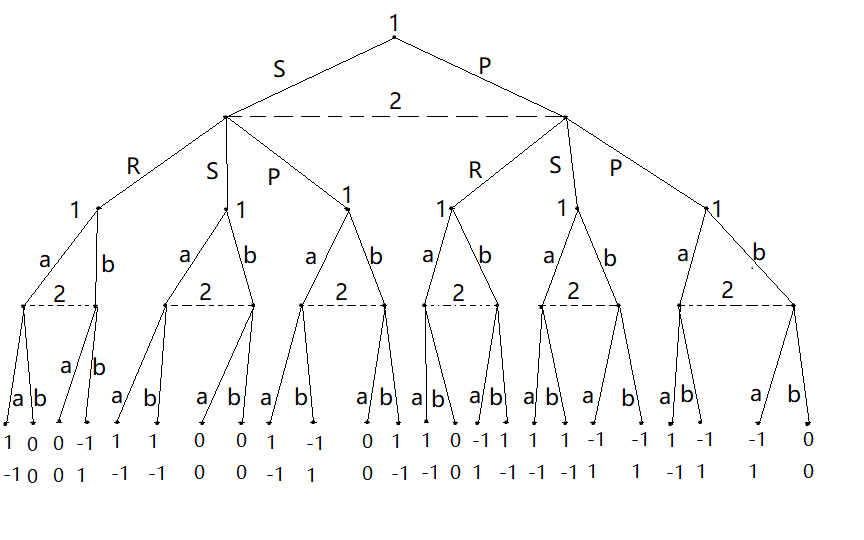 1
S P
2
R S P R S P
1 1 1 1 1 1
a b a b a b a b a b a b
2 2 2 2 2 2
a b
a b a b a b a b a b a b a b a b a b a b a b
1 0 0 -1 1 1 0 0 1 -1 0 1 1 0 -1 1 1 1 -1 -1 1 -1 -1 0
-1 0 0 1 -1 -1 0 0 -1 1 0 -1 -1 0 1 -1 -1 -1 1 1 -1 1 1 0